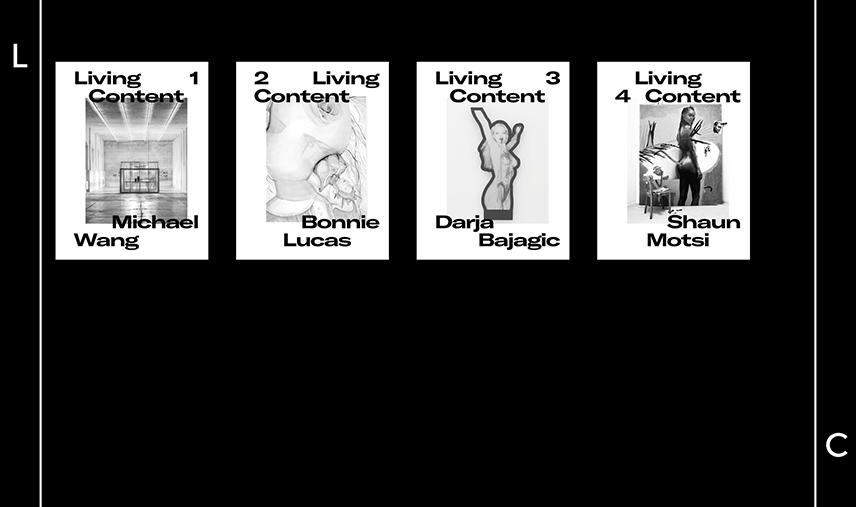 L
Living 1
Content
Michael
Wang
2 Living
Content
Bonnie
Lucas
Living 3
Content
Darja
Bajagic
Living
4 Content
Shaun
Motsi
C